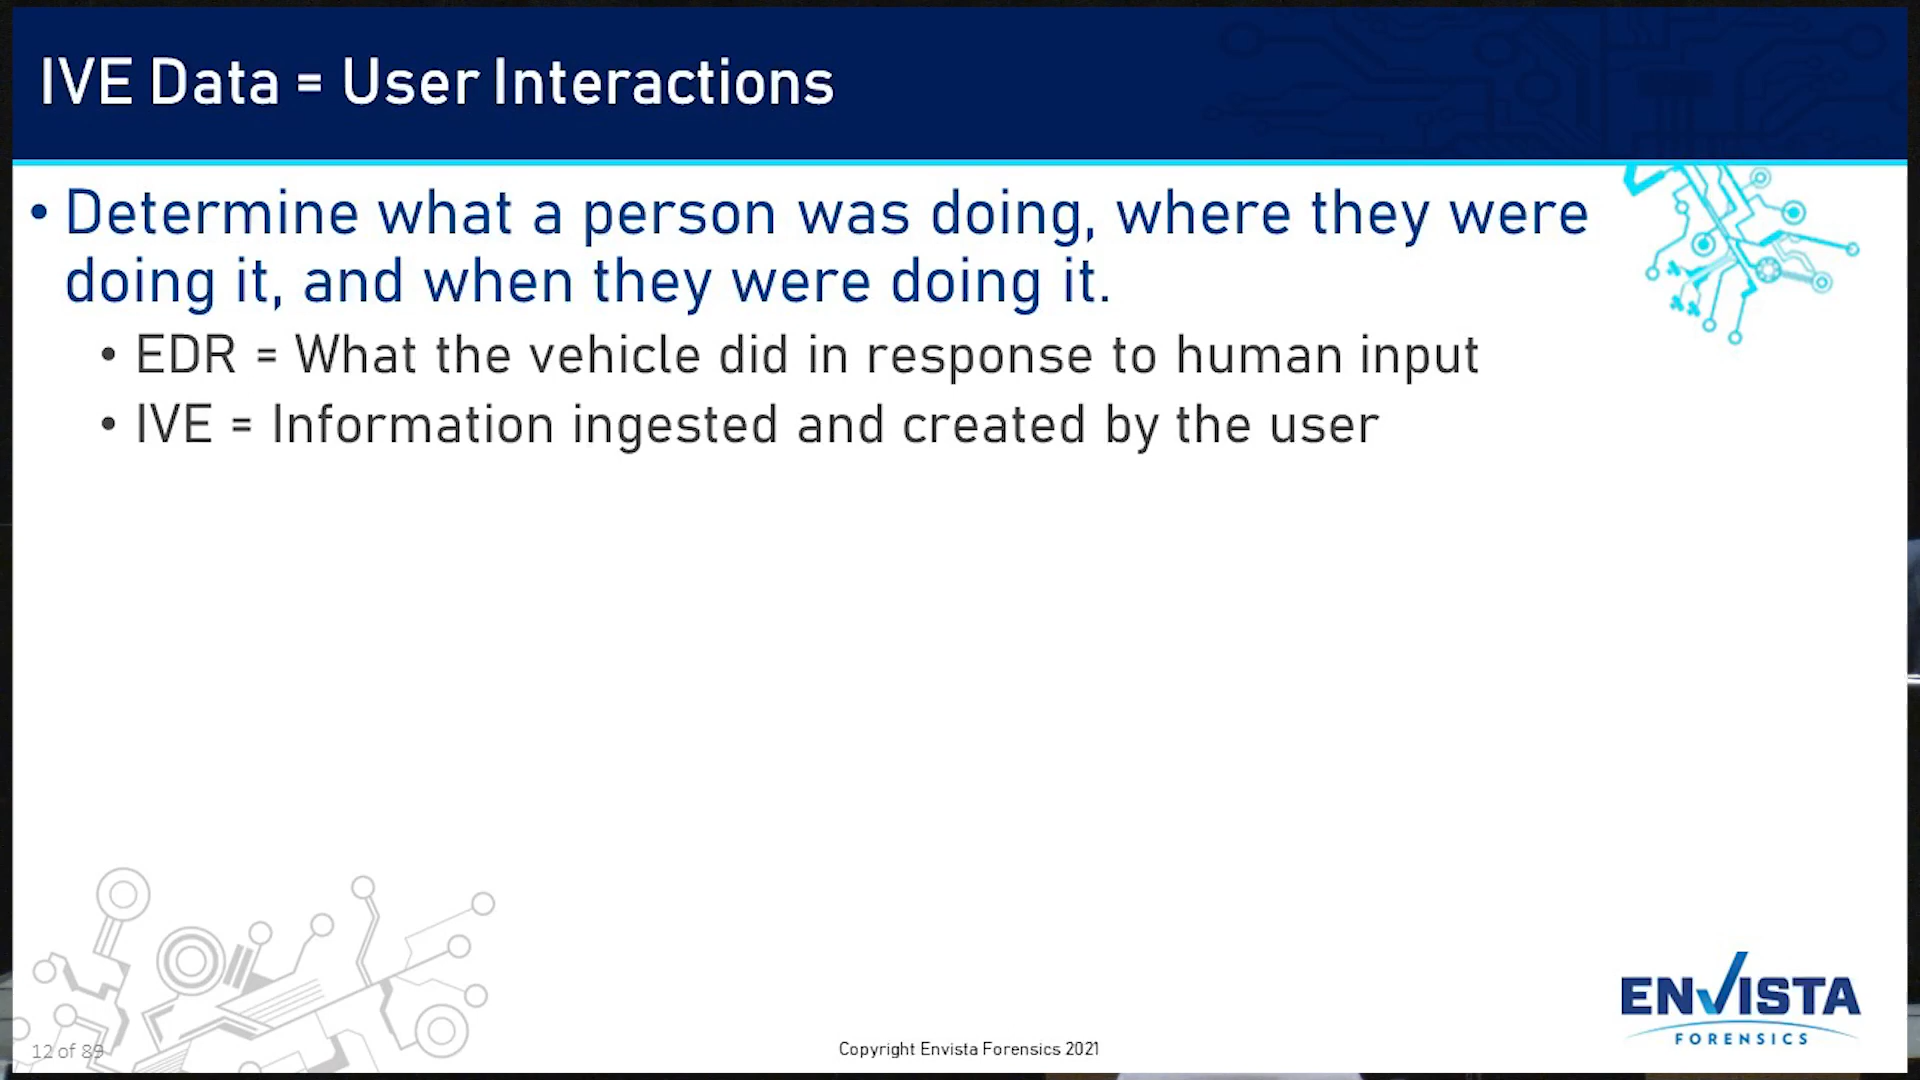 IVE Data = User Interactions
• Determine what a person was doing, where they were
doing it, and when they were doing it.
• EDR = What the vehicle did in response to human input
• IVE = Information ingested and created by the user
ENVISTA
FORENSICS
12 of 89
Copyright Envista Forensics 2021